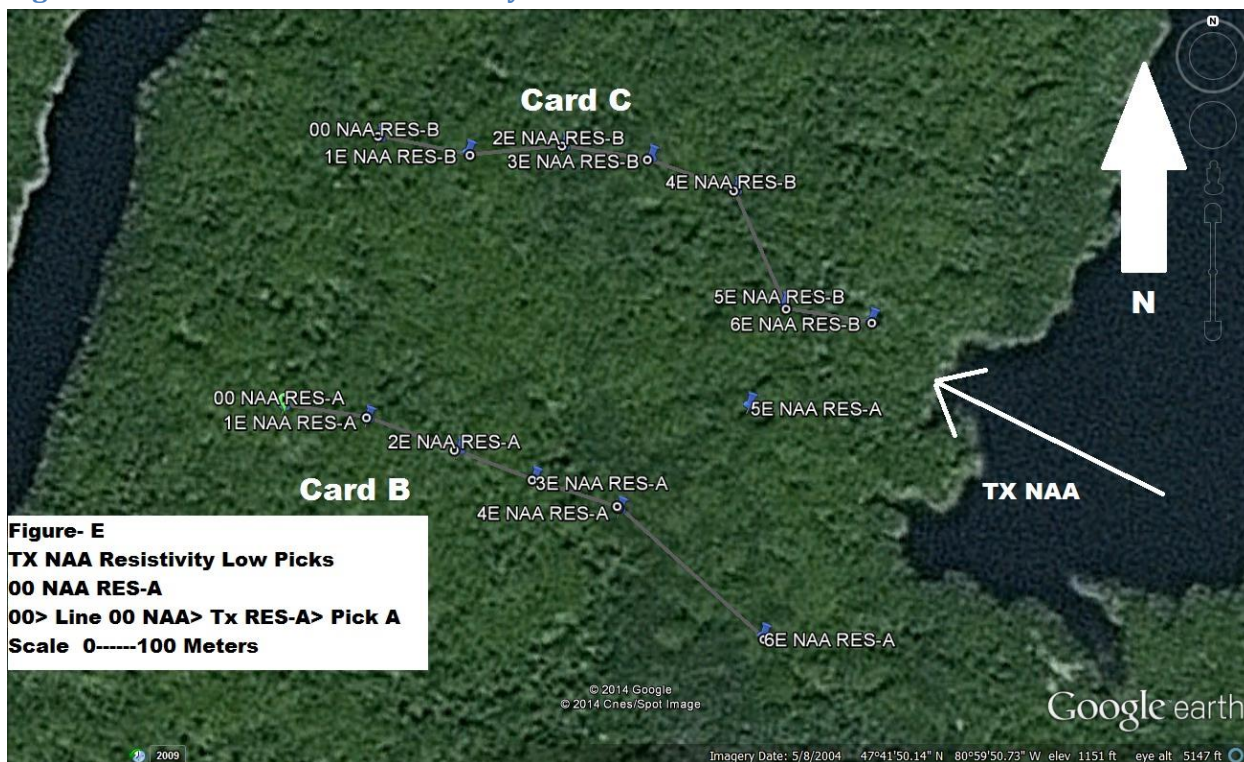 Card C
N
00 NAA RES-B
1E NAA RES-B
2E NAA RES-B
3E NAA RES-B
4E NAA RES-B
5E NAA RES-B
6E NAA RES-B
N
00 NAA RES-A
1E NAA RES-A
2E NAA RES-A
3E NAA RES-A
4E NAA RES-A
5E NAA RES-A
6E NAA RES-A
Card B
TX NAA
Figure- E
TX NAA Resistivity Low Picks
00 NAA RES-A
00> Line 00 NAA> Tx RES-A> Pick A
Scale 0------100 Meters
© 2014 Google
© 2014 Cnes/Spot Image
Google earth
2009
Imagery Date: 5/8/2004 47°41'50.14" N 80°59'50.73" W elev 1151 ft eye alt 5147 ft